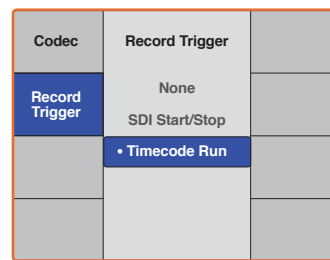 Codec
Record Trigger
Record
Trigger
None
SDI Start/Stop
• Timecode Run